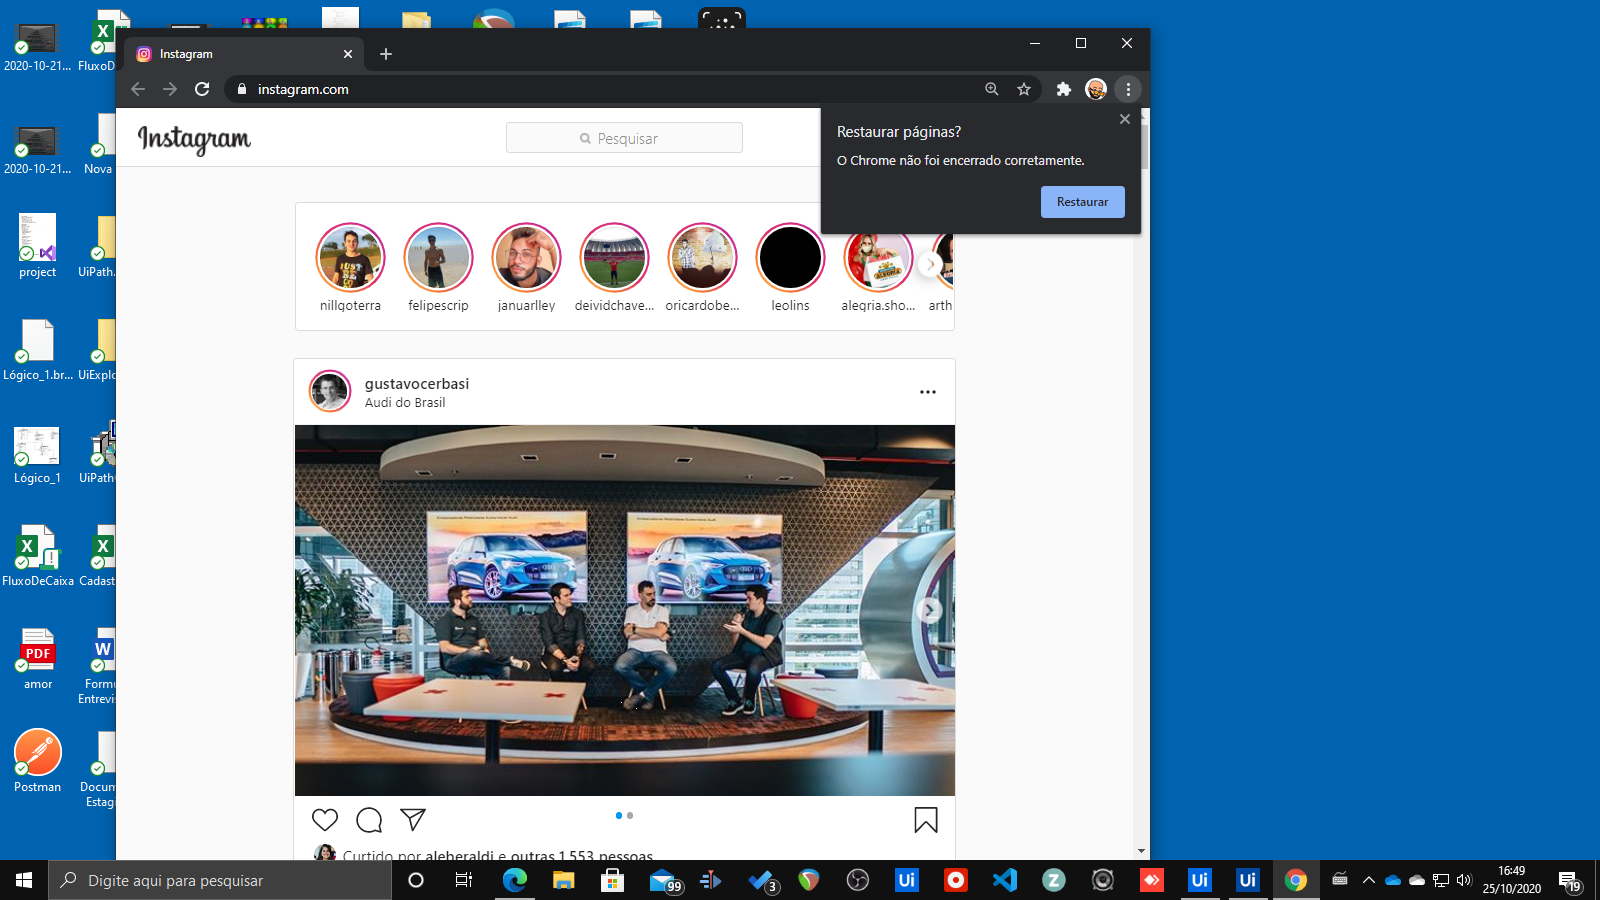 2020-10-21...
FluxoD
2020-10-21...
Nova
project
UiPath.
Lógico_1.br...
UiExplo
Lógico_1
UiPath
FluxoDeCaixa
Cadast
PDF
amor
Formu
Entrevis
Postman
Docum
Estag
Instagram
instagram.com
Instagram
Pesquisar
Restaurar páginas?
O Chrome não foi encerrado corretamente.
Restaurar
nillgoterra
felipescrip
januarlley
deividchave...
oricardobe...
leolins
alegria.sho...
arth
gustavocerbasi
Audi do Brasil
Curtido por aleberaldi e outras 1.553 pessoas
Digite aqui para pesquisar
99
3
Ui
Ui
Ui
16:49
25/10/2020
19